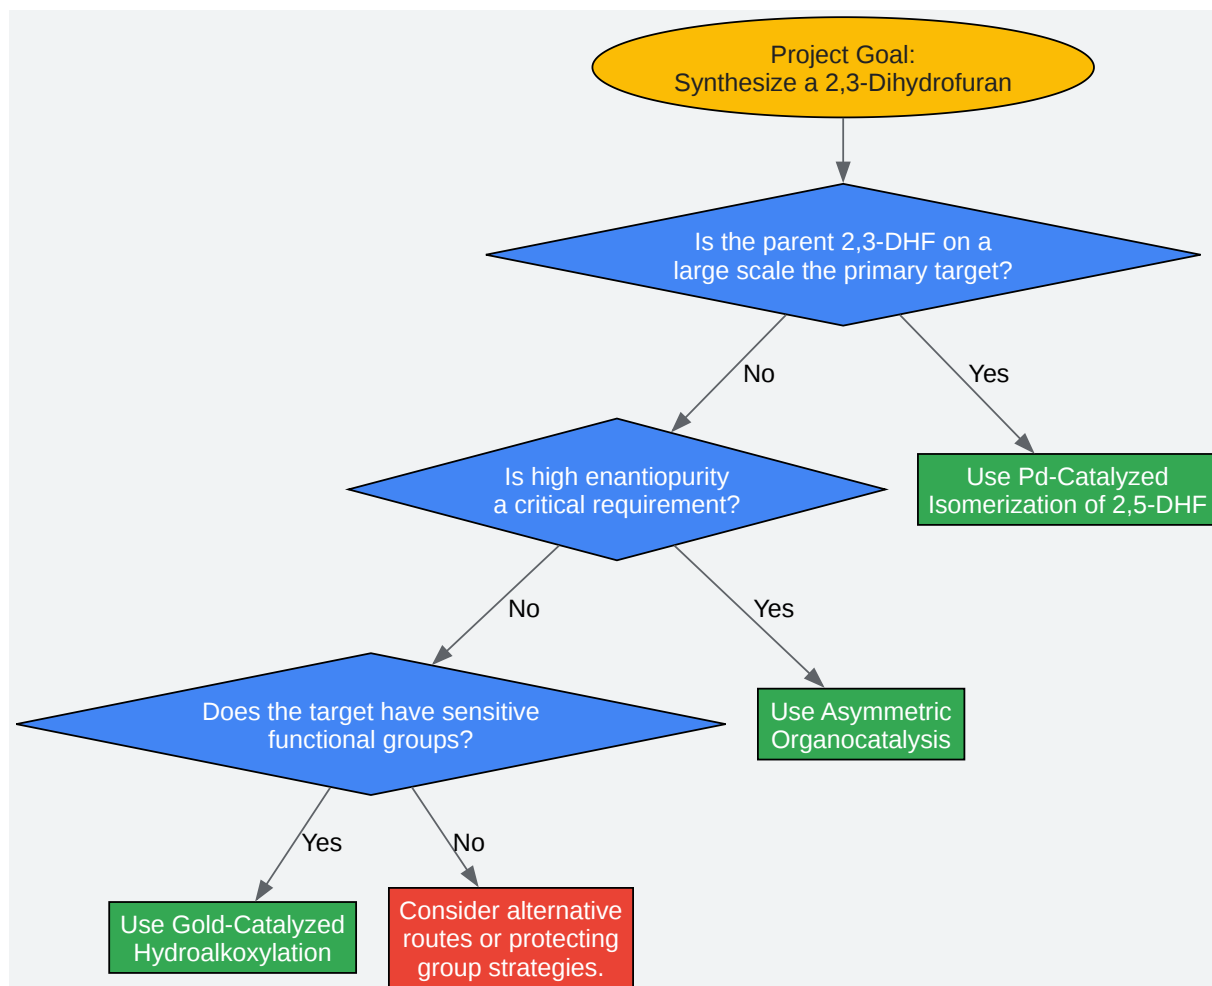 Project Goal:
Synthesize a 2,3-Dihydrofuran
Is the parent 2,3-DHF on a
large scale the primary target?
No
Yes
Is high enantiopurity
a critical requirement?
Use Pd-Catalyzed
Isomerization of 2,5-DHF
No
Yes
Does the target have sensitive
functional groups?
Use Asymmetric
Organocatalysis
Yes
No
Use Gold-Catalyzed
Hydroalkoxylation
Consider alternative
routes or protecting
group strategies.